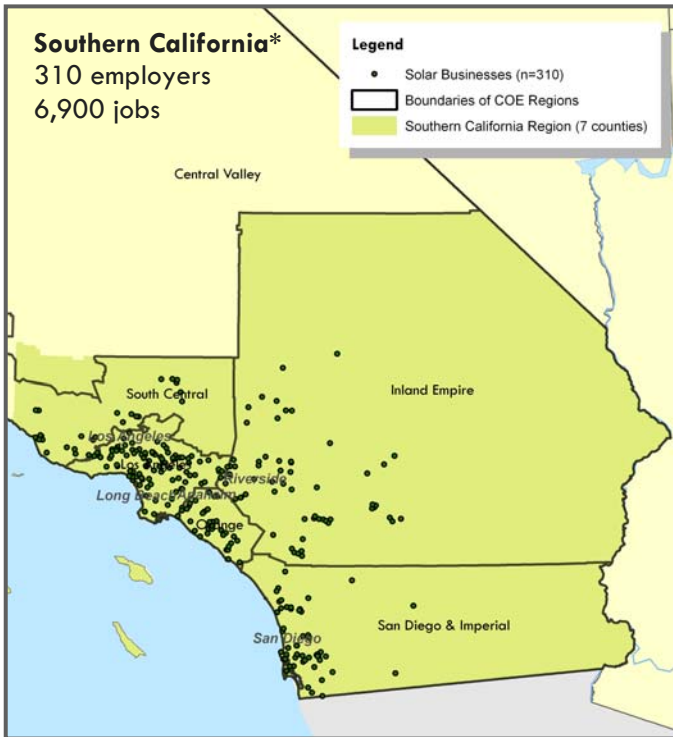 Southern California*
310 employers
6,900 jobs
Legend
Solar Businesses (n=310)
Boundaries of COE Regions
Southern California Region (7 counties)
Central Valley
Inland Empire
South Central
Los Angeles
Los Angeles
Riverside
Long Beach
Anaheim
Orange
San Diego
San Diego & Imperial